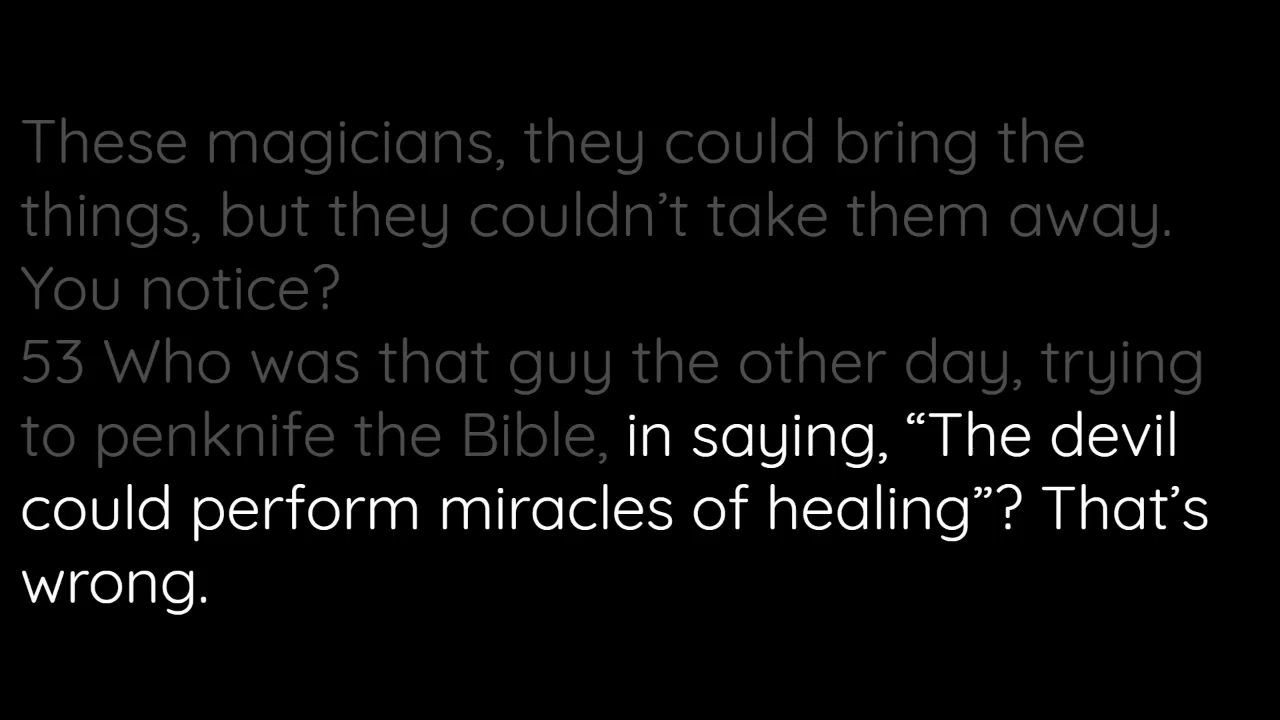 These magicians, they could bring the
things, but they couldn’t take them away.
You notice?
53 Who was that guy the other day, trying
to penknife the Bible, in saying, “The devil
could perform miracles of healing”? That’s
wrong.